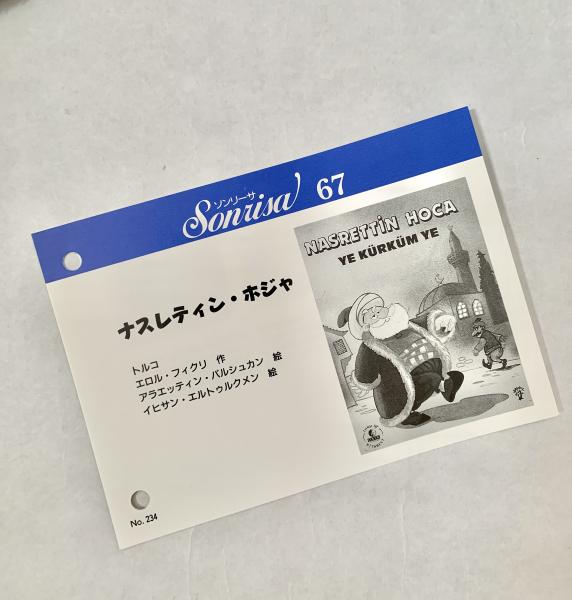 ソンリーサ
Sonrisa 67
NASRETTİN HOCA
YE KÜRKÜM YE
ナスレティン・ホジャ
トルコ
エロル・フィクリ 作
アラエッティン・バルシュカン 絵
イヒサン・エルトゥルクメン 絵
No. 234